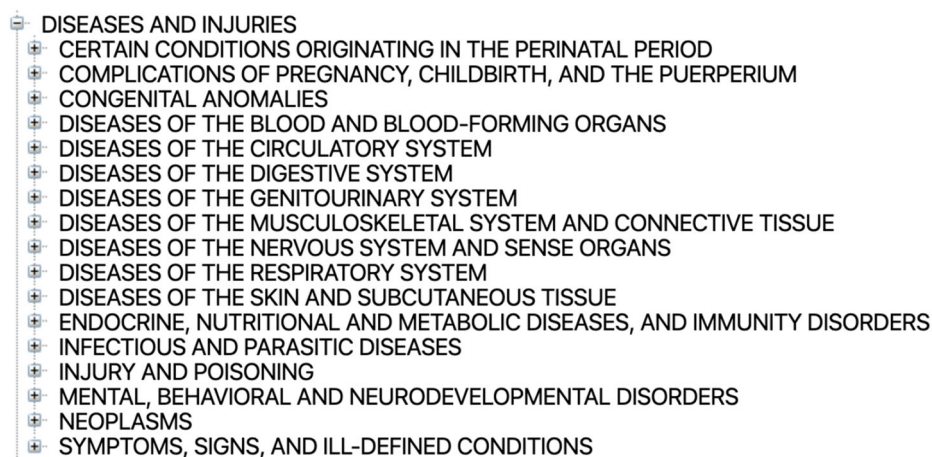 DISEASES AND INJURIES
CERTAIN CONDITIONS ORIGINATING IN THE PERINATAL PERIOD
COMPLICATIONS OF PREGNANCY, CHILDBIRTH, AND THE PUERPERIUM
CONGENITAL ANOMALIES
DISEASES OF THE BLOOD AND BLOOD-FORMING ORGANS
DISEASES OF THE CIRCULATORY SYSTEM
DISEASES OF THE DIGESTIVE SYSTEM
DISEASES OF THE GENITOURINARY SYSTEM
DISEASES OF THE MUSCULOSKELETAL SYSTEM AND CONNECTIVE TISSUE
DISEASES OF THE NERVOUS SYSTEM AND SENSE ORGANS
DISEASES OF THE RESPIRATORY SYSTEM
DISEASES OF THE SKIN AND SUBCUTANEOUS TISSUE
ENDOCRINE, NUTRITIONAL AND METABOLIC DISEASES, AND IMMUNITY DISORDERS
INFECTIOUS AND PARASITIC DISEASES
INJURY AND POISONING
MENTAL, BEHAVIORAL AND NEURODEVELOPMENTAL DISORDERS
NEOPLASMS
SYMPTOMS, SIGNS, AND ILL-DEFINED CONDITIONS